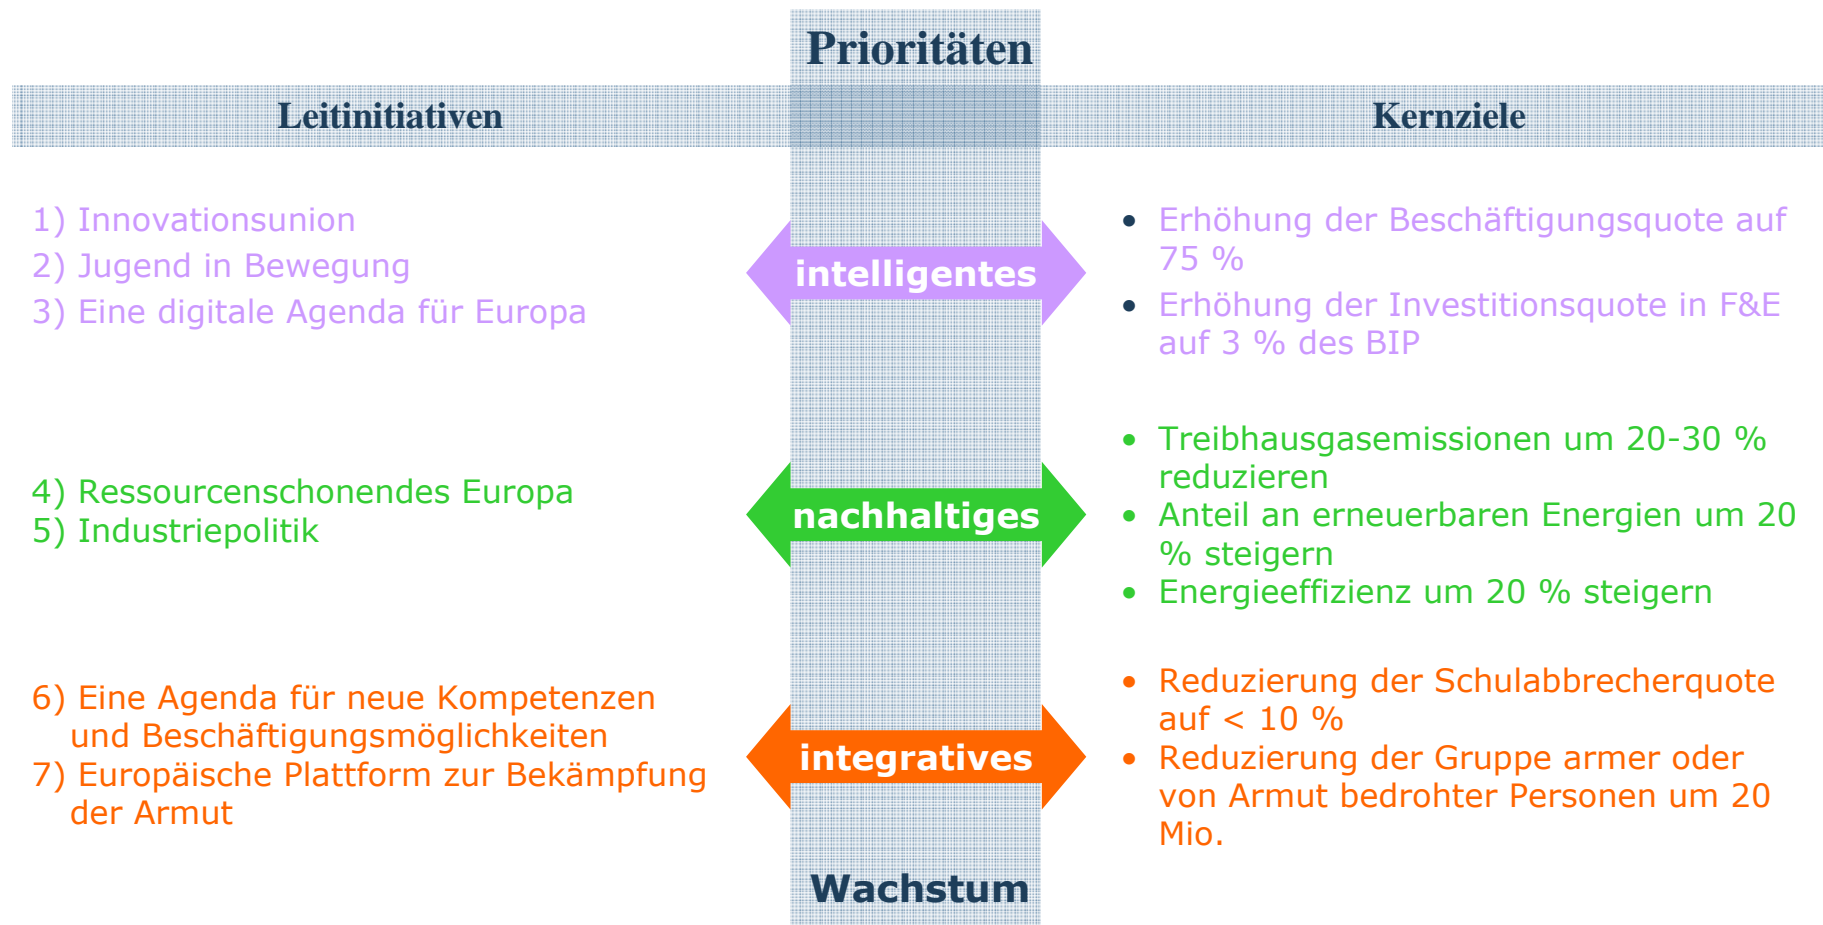 Prioritäten
Leitinitiativen
Kernziele
1) Innovationsunion
2) Jugend in Bewegung
3) Eine digitale Agenda für Europa
intelligentes
• Erhöhung der Beschäftigungsquote auf
75 %
• Erhöhung der Investitionsquote in F&E
auf 3 % des BIP
4) Ressourcenschonendes Europa
5) Industriepolitik
nachhaltiges
• Treibhausgasemissionen um 20-30 %
reduzieren
• Anteil an erneuerbaren Energien um 20
% steigern
• Energieeffizienz um 20 % steigern
6) Eine Agenda für neue Kompetenzen
und Beschäftigungsmöglichkeiten
7) Europäische Plattform zur Bekämpfung
der Armut
integratives
• Reduzierung der Schulabbrecherquote
auf < 10 %
• Reduzierung der Gruppe armer oder
von Armut bedrohter Personen um 20
Mio.
Wachstum